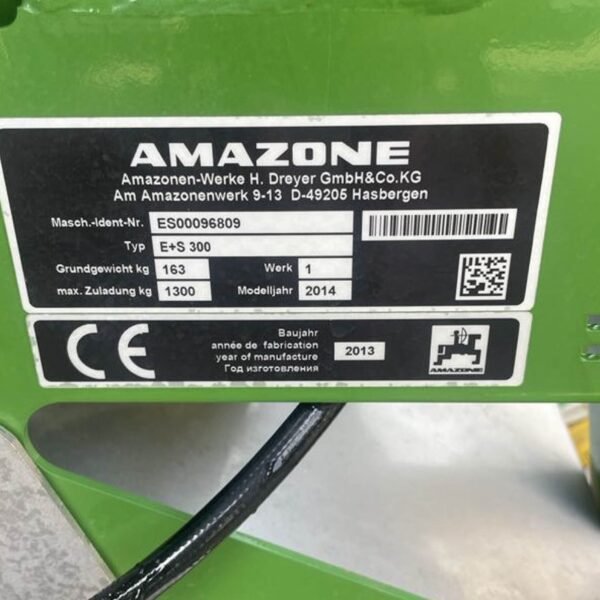 AMAZONE
Amazonen-Werke H. Dreyer GmbH&Co.KG
Am Amazonenwerk 9-13 D-49205 Hasbergen
Masch.-Ident-Nr. ES00096809
Typ E+S 300
Grundgewicht kg 163 Werk 1
max. Zuladung kg 1300 Modelljahr 2014
CE
Baujahr
année de fabrication
year of manufacture
Год изготовления
2013
AMAZONE